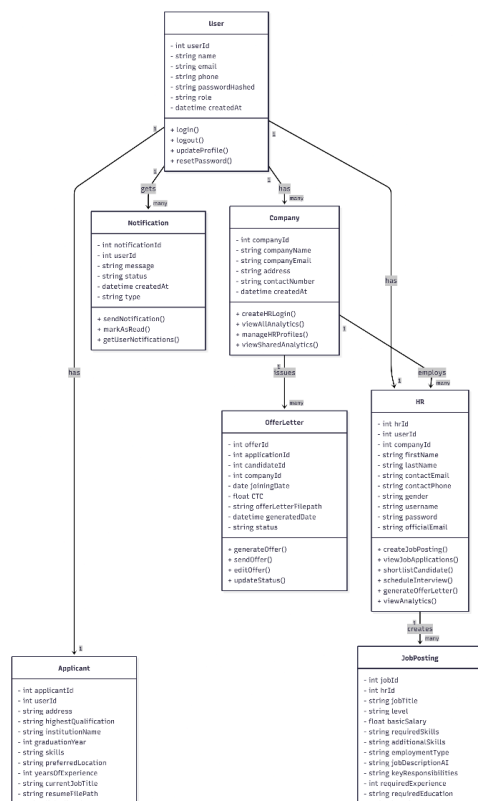 User
- int userId
- string name
- string email
- string phone
- string passwordHashed
- string role
- datetime createdAt
+ login()
+ logout()
+ updateProfile()
+ resetPassword()
1
1
1
1
gets
many
has
many
Notification
- int notificationId
- int userId
- string message
- string status
- datetime createdAt
- string type
+ sendNotification()
+ markAsRead()
+ getUserNotifications()
Company
- int companyId
- string companyName
- string companyEmail
- string address
- string contactNumber
- datetime createdAt
+ createHRLogin()
+ viewAllAnalytics()
+ manageHRProfiles()
+ viewSharedAnalytics()
has
1
1
issues
many
has
employs
many
1
OfferLetter
- int offerId
- int applicationId
- int candidateId
- int companyId
- date joiningDate
- float CTC
- string offerLetterFilepath
- datetime generatedDate
- string status
+ generateOffer()
+ sendOffer()
+ editOffer()
+ updateStatus()
HR
- int hrId
- int userId
- int companyId
- string firstName
- string lastName
- string contactEmail
- string contactPhone
- string gender
- string username
- string password
- string officialEmail
+ createJobPosting()
+ viewJobApplications()
+ shortlistCandidate()
+ scheduleInterview()
+ generateOfferLetter()
+ viewAnalytics()
1
creates
many
1
Applicant
- int applicantId
- int userId
- string address
- string highestQualification
- string institutionName
- int graduationYear
- string skills
- string preferredLocation
- int yearsOfExperience
- string currentJobTitle
- string resumeFilePath
JobPosting
- int jobId
- int hrId
- string jobTitle
- string level
- float basicSalary
- string requiredSkills
- string additionalSkills
- string employmentType
- string jobDescriptionAI
- string keyResponsibilities
- int requiredExperience
- string requiredEducation